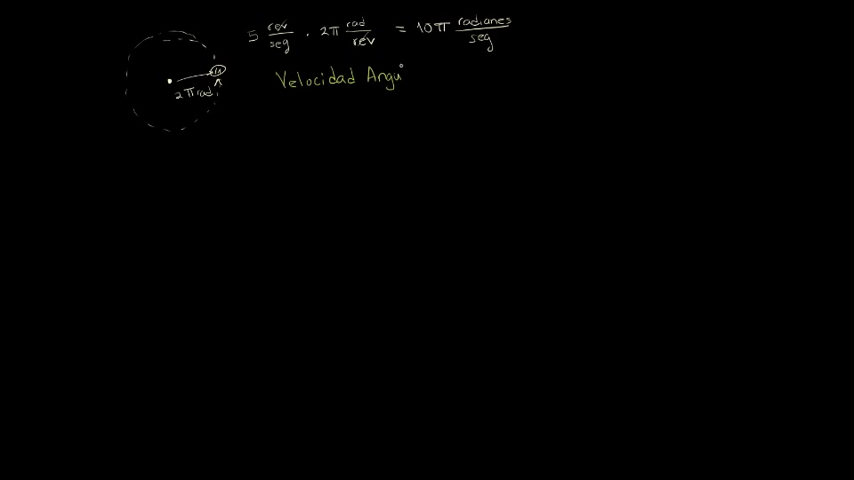 5 rev/seg · 2π rad/rev = 10π radianes/seg
2π rad
Velocidad Angu